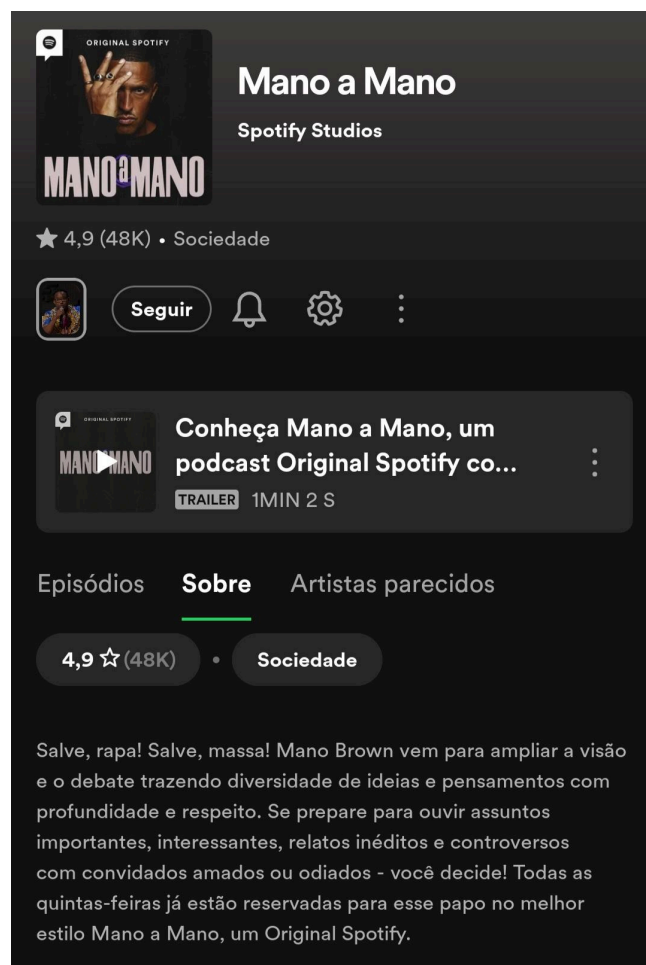 ORIGINAL SPOTIFY
MANO a MANO
Mano a Mano
Spotify Studios
4,9 (48K) • Sociedade
Seguir
ORIGINAL SPOTIFY
MANO a MANO
Conheça Mano a Mano, um
podcast Original Spotify co...
TRAILER 1MIN 2 S
Episódios Sobre Artistas parecidos
4,9 (48K) • Sociedade
Salve, rapa! Salve, massa! Mano Brown vem para ampliar a visão
e o debate trazendo diversidade de ideias e pensamentos com
profundidade e respeito. Se prepare para ouvir assuntos
importantes, interessantes, relatos inéditos e controversos
com convidados amados ou odiados - você decide! Todas as
quintas-feiras já estão reservadas para esse papo no melhor
estilo Mano a Mano, um Original Spotify.